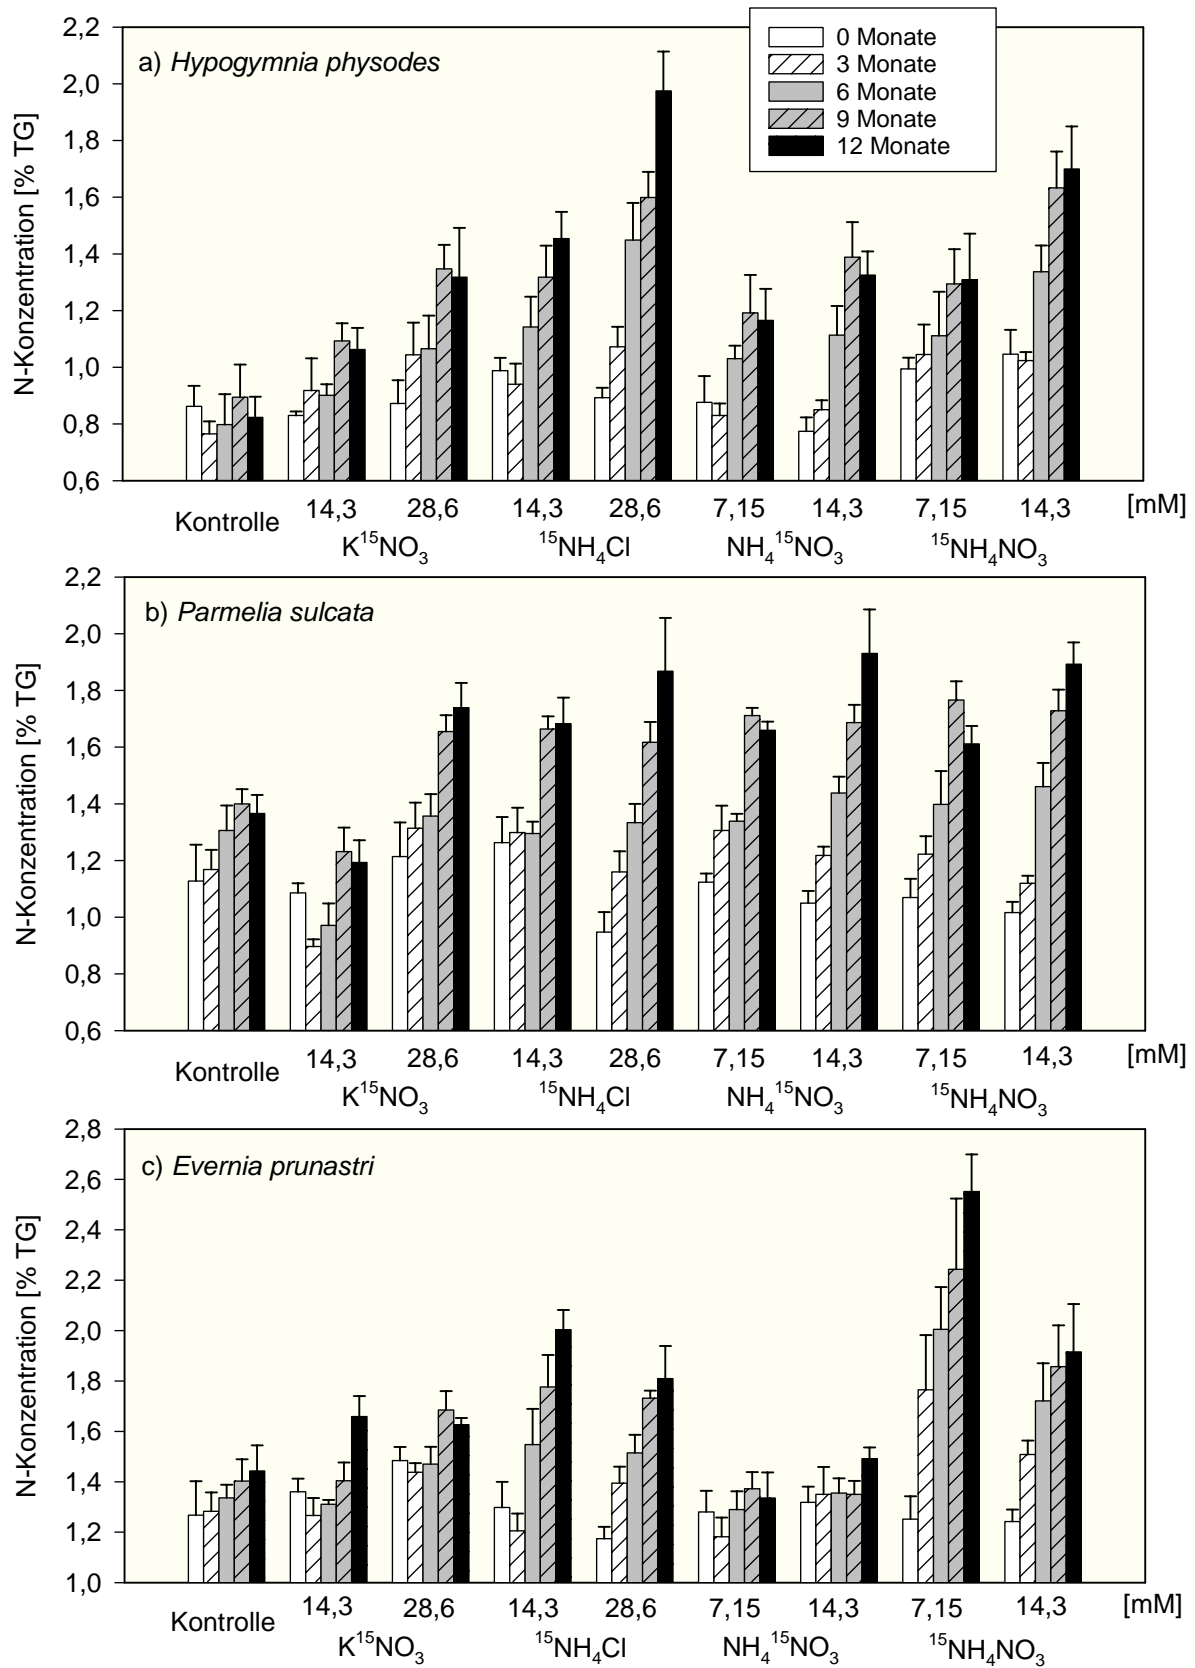 0 Monate
3 Monate
6 Monate
9 Monate
12 Monate
a) Hypogymnia physodes
N-Konzentration [% TG]
2,2
2,0
1,8
1,6
1,4
1,2
1,0
0,8
0,6
Kontrolle 14,3 28,6 14,3 28,6 7,15 14,3 7,15 14,3 [mM]
K¹⁵NO₃ ¹⁵NH₄Cl NH₄¹⁵NO₃ ¹⁵NH₄NO₃
b) Parmelia sulcata
N-Konzentration [% TG]
2,2
2,0
1,8
1,6
1,4
1,2
1,0
0,8
0,6
Kontrolle 14,3 28,6 14,3 28,6 7,15 14,3 7,15 14,3 [mM]
K¹⁵NO₃ ¹⁵NH₄Cl NH₄¹⁵NO₃ ¹⁵NH₄NO₃
c) Evernia prunastri
N-Konzentration [% TG]
2,8
2,6
2,4
2,2
2,0
1,8
1,6
1,4
1,2
1,0
Kontrolle 14,3 28,6 14,3 28,6 7,15 14,3 7,15 14,3 [mM]
K¹⁵NO₃ ¹⁵NH₄Cl NH₄¹⁵NO₃ ¹⁵NH₄NO₃